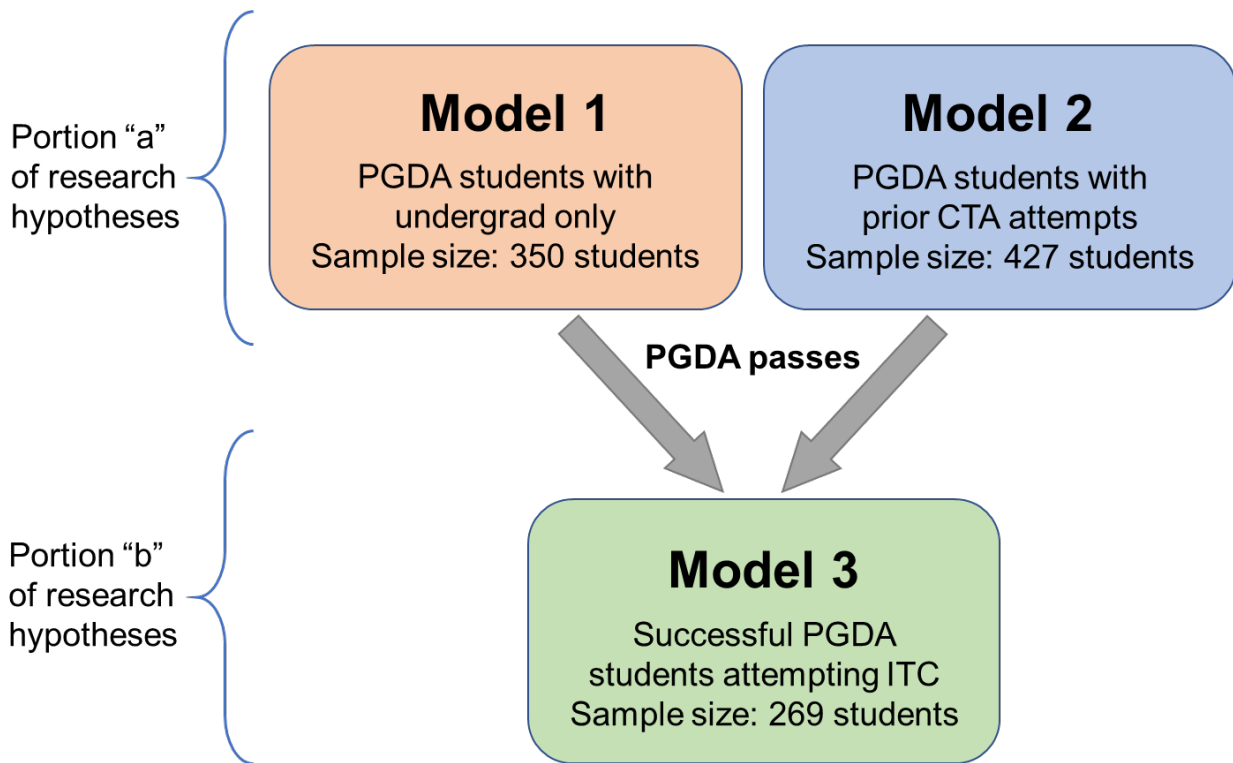 Portion “a”
of research
hypotheses
Model 1
PGDA students with
undergrad only
Sample size: 350 students
Model 2
PGDA students with
prior CTA attempts
Sample size: 427 students
PGDA passes
Portion “b”
of research
hypotheses
Model 3
Successful PGDA
students attempting ITC
Sample size: 269 students